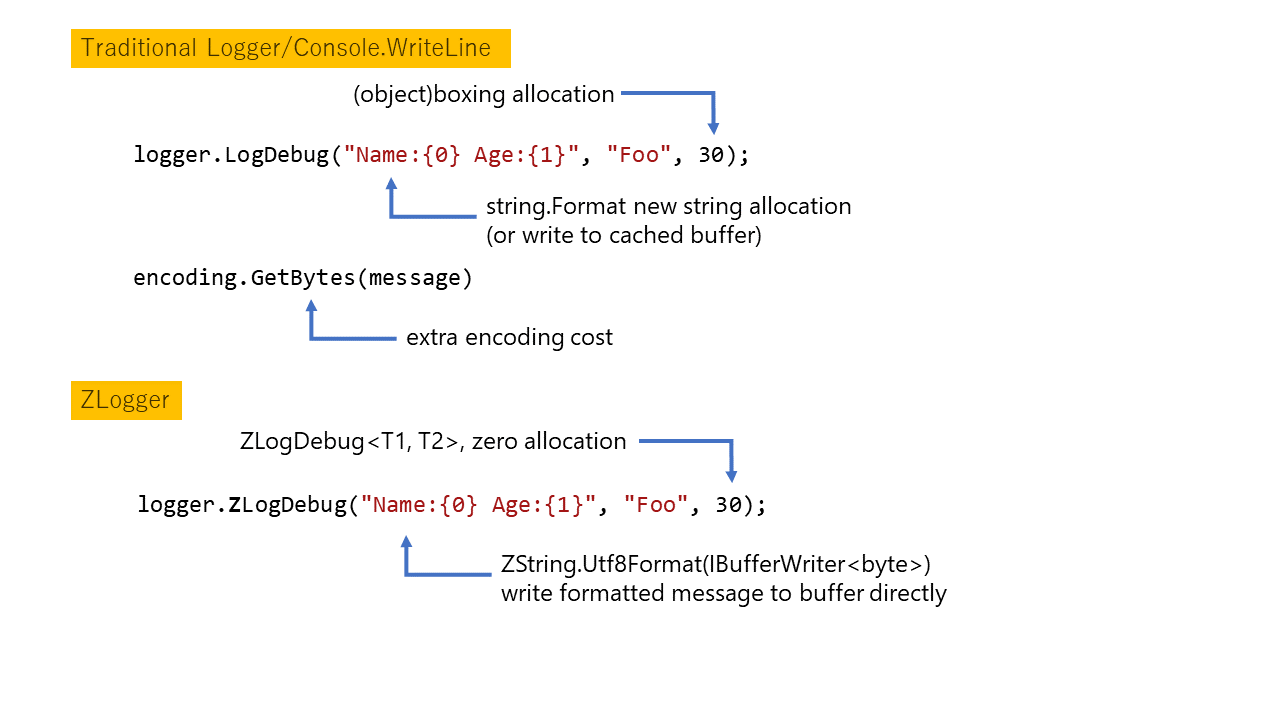 Traditional Logger/Console.WriteLine
(object)boxing allocation
logger.LogDebug("Name:{0} Age:{1}", "Foo", 30);
string.Format new string allocation
(or write to cached buffer)
encoding.GetBytes(message)
extra encoding cost
ZLogger
ZLogDebug<T1, T2>, zero allocation
logger.ZLogDebug("Name:{0} Age:{1}", "Foo", 30);
ZString.Utf8Format(IBufferWriter<byte>)
write formatted message to buffer directly